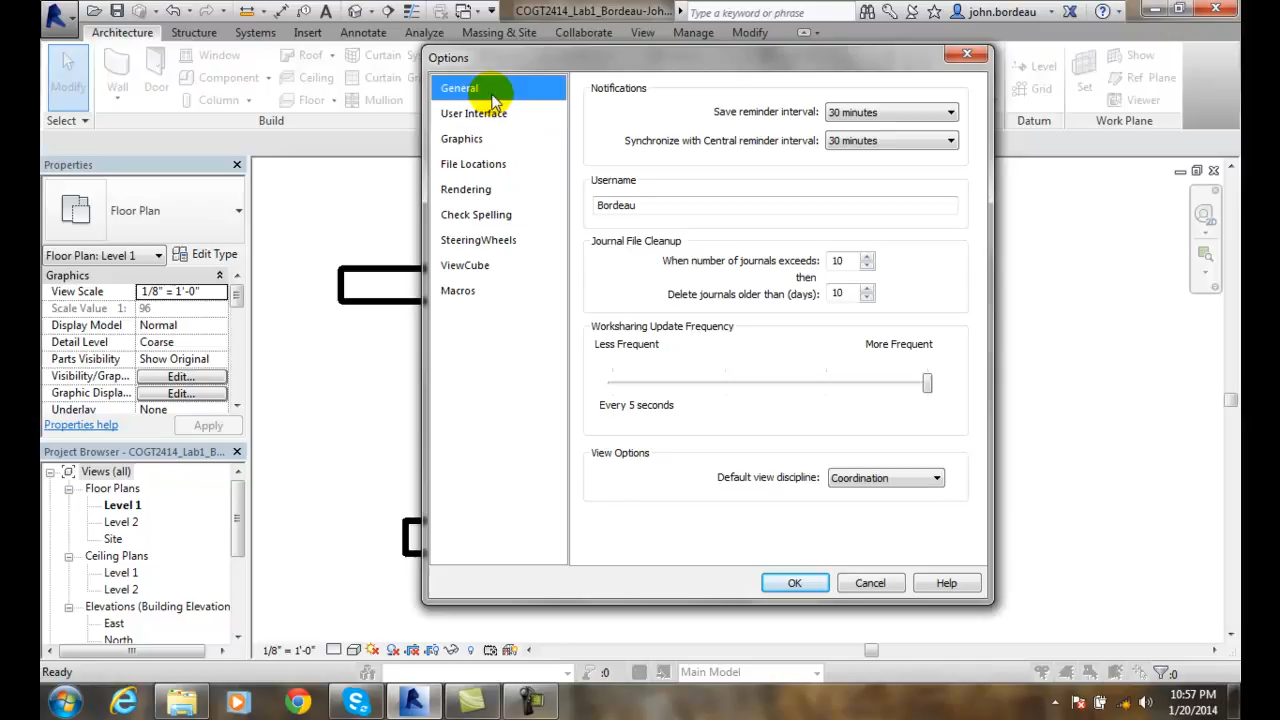 COGT2414_Lab1_Bordeau-Joh...
Type a keyword or phrase
john.bordeau
Architecture Structure Systems Insert Annotate Analyze Massing & Site Collaborate View Manage Modify
Modify
Wall
Door
Window
Component
Column
Roof
Ceiling
Floor
Curtain Sy
Curtain Gr
Mullion
Level
Grid
Set
Show
Ref Plane
Viewer
Select
Build
Datum
Work Plane
Options
General
User Interface
Graphics
File Locations
Rendering
Check Spelling
SteeringWheels
ViewCube
Macros
Notifications
Save reminder interval: 30 minutes
Synchronize with Central reminder interval: 30 minutes
Username
Bordeau
Journal File Cleanup
When number of journals exceeds: 10
then
Delete journals older than (days): 10
Worksharing Update Frequency
Less Frequent More Frequent
Every 5 seconds
View Options
Default view discipline: Coordination
OK Cancel Help
Properties
Floor Plan
Floor Plan: Level 1 Edit Type
Graphics
View Scale 1/8" = 1'-0"
Scale Value 1: 96
Display Model Normal
Detail Level Coarse
Parts Visibility Show Original
Visibility/Grap... Edit...
Graphic Displa... Edit...
Underlay None
Properties help Apply
Project Browser - COGT2414_Lab1_B...
Views (all)
Floor Plans
Level 1
Level 2
Site
Ceiling Plans
Level 1
Level 2
Elevations (Building Elevation
East
North
1/8" = 1'-0"
Ready
:0
Main Model
:0
10:57 PM
1/20/2014